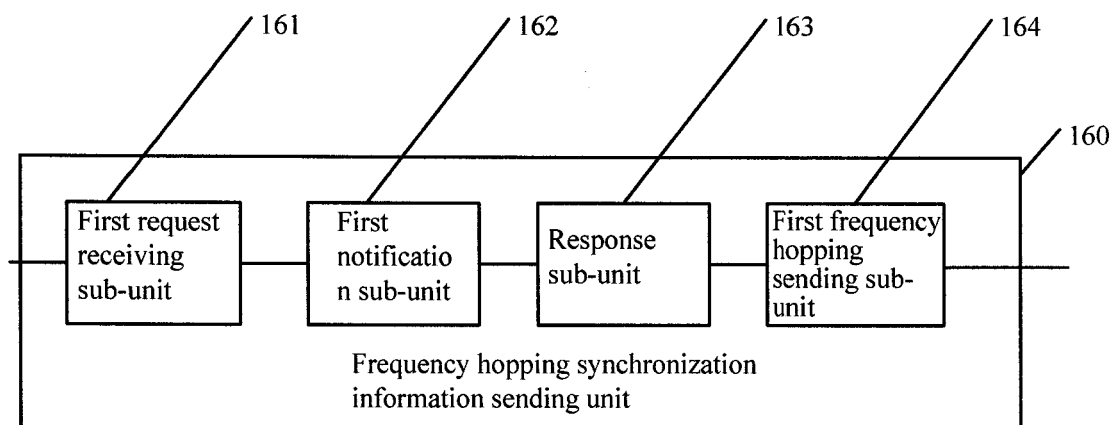 161
162
163
164
160
First request
receiving
sub-unit
First
notificatio
n sub-unit
Response
sub-unit
First frequency
hopping
sending sub-
unit
Frequency hopping synchronization
information sending unit